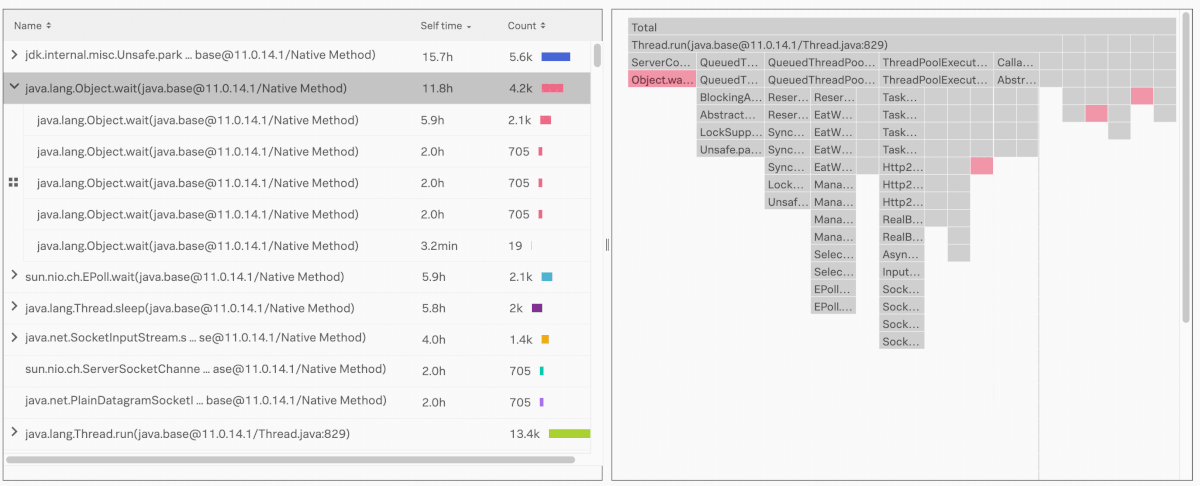 Name Self time Count
jdk.internal.misc.Unsafe.park ... base@11.0.14.1/Native Method) 15.7h 5.6k
java.lang.Object.wait(java.base@11.0.14.1/Native Method) 11.8h 4.2k
java.lang.Object.wait(java.base@11.0.14.1/Native Method) 5.9h 2.1k
java.lang.Object.wait(java.base@11.0.14.1/Native Method) 2.0h 705
java.lang.Object.wait(java.base@11.0.14.1/Native Method) 2.0h 705
java.lang.Object.wait(java.base@11.0.14.1/Native Method) 2.0h 705
java.lang.Object.wait(java.base@11.0.14.1/Native Method) 3.2min 19
sun.nio.ch.EPoll.wait(java.base@11.0.14.1/Native Method) 5.9h 2.1k
java.lang.Thread.sleep(java.base@11.0.14.1/Native Method) 5.8h 2k
java.net.SocketInputStream.s ... se@11.0.14.1/Native Method) 4.0h 1.4k
sun.nio.ch.ServerSocketChanne ... ase@11.0.14.1/Native Method) 2.0h 705
java.net.PlainDatagramSocketI ... base@11.0.14.1/Native Method) 2.0h 705
java.lang.Thread.run(java.base@11.0.14.1/Thread.java:829) 13.4k
Total
Thread.run(java.base@11.0.14.1/Thread.java:829)
ServerCo... QueuedT... QueuedThreadPoo... ThreadPoolExecut... Calla...
Object.wa... QueuedT... QueuedThreadPoo... ThreadPoolExecut... Abstr...
BlockingA... Reser... Reser... Task...
Abstract... Reser... EatW... Task...
LockSupp... Sync... EatW... Task...
Unsafe.pa... Sync... EatW... Task...
Sync... EatW... Http2...
Lock... Mana... Http2...
Unsaf... Mana... Http2...
Mana... RealB...
Mana... RealB...
Selec... Asyn...
Selec... Input...
EPoll... Sock...
EPoll... Sock...
Sock...
Sock...